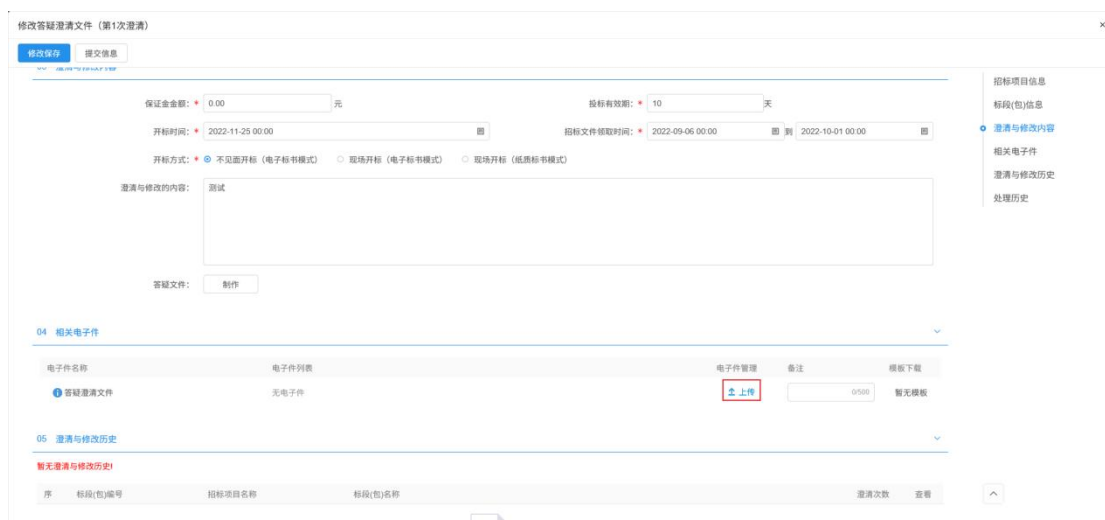 修改答疑澄清文件（第1次澄清）
×
修改保存 提交信息
招标项目信息
保证金金额：* 0.00 元 投标有效期：* 10 天
标段(包)信息
开标时间：* 2022-11-25 00:00 招标文件领取时间：* 2022-09-06 00:00 到 2022-10-01 00:00
澄清与修改内容
相关电子件
开标方式：* 不见面开标（电子标书模式） 现场开标（电子标书模式） 现场开标（纸质标书模式）
澄清与修改历史
澄清与修改的内容： 测试
处理历史
答疑文件： 制作
04 相关电子件
电子件名称 电子件列表 电子件管理 备注 模板下载
答疑澄清文件 无电子件 上传 0/500 暂无模板
05 澄清与修改历史
暂无澄清与修改历史!
序 标段(包)编号 招标项目名称 标段(包)名称 澄清次数 查看